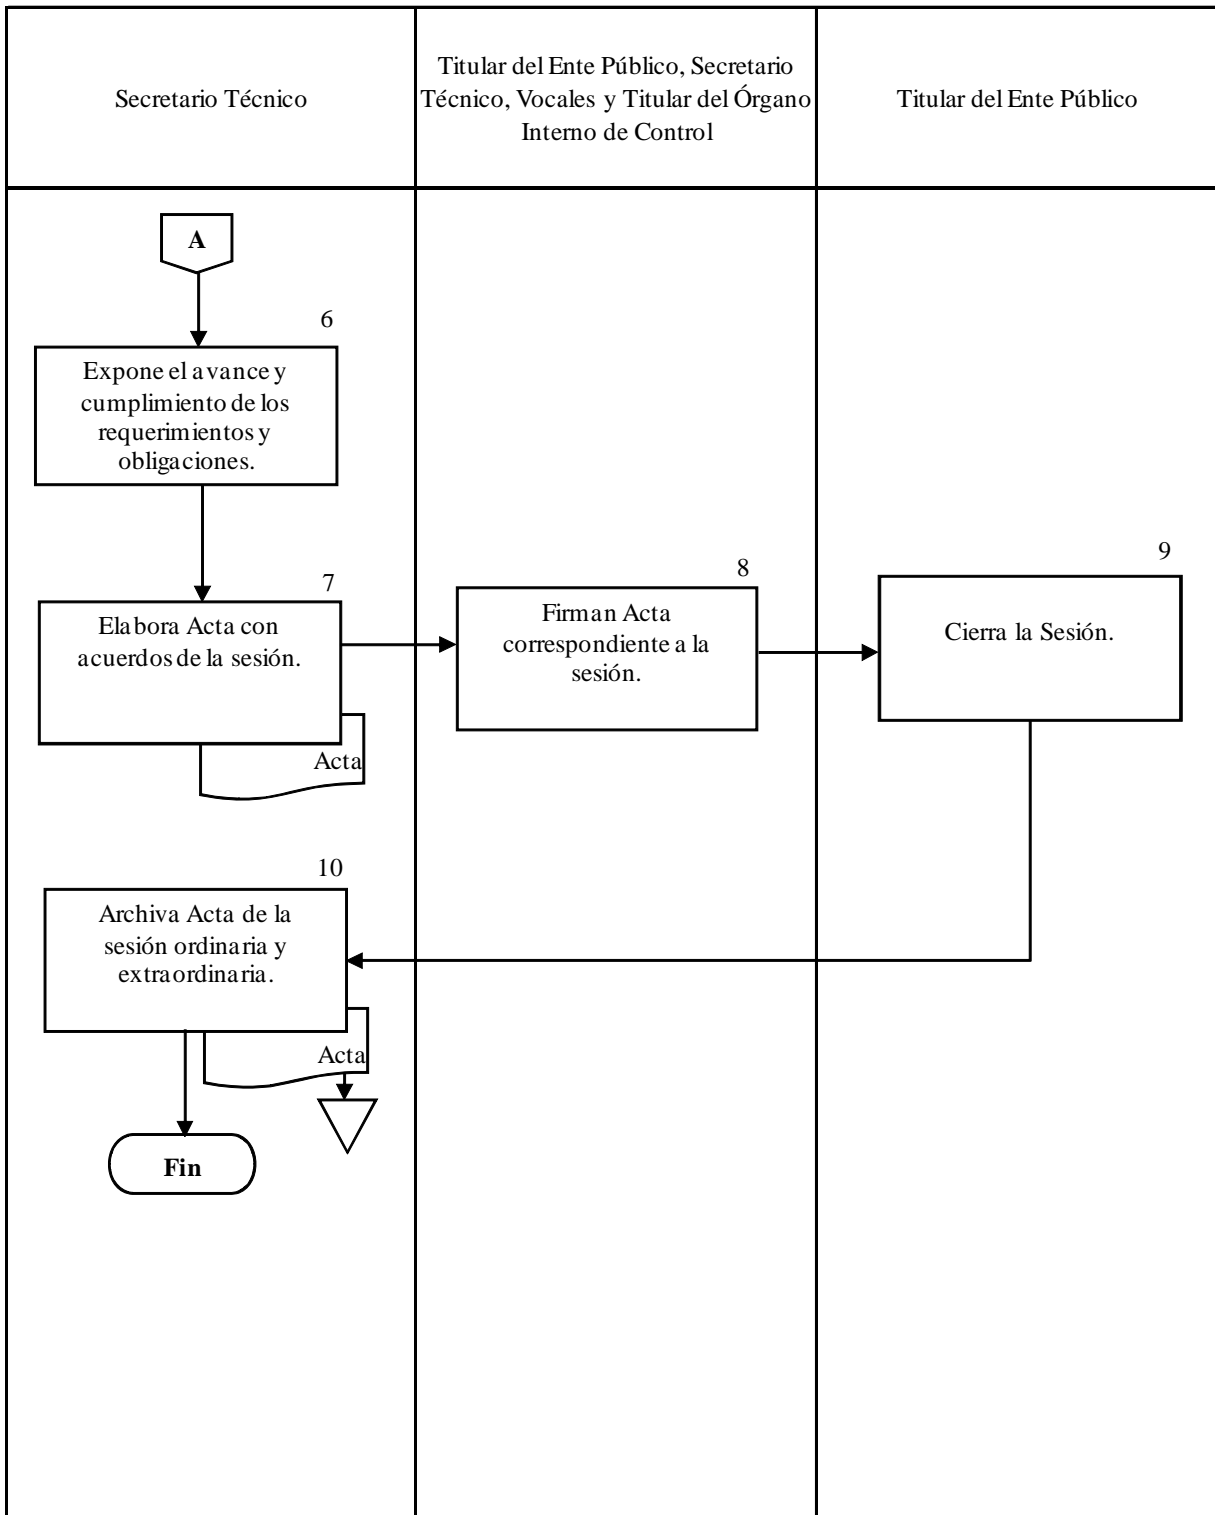 Secretario Técnico
Titular del Ente Público, Secretario
Técnico, Vocales y Titular del Órgano
Interno de Control
Titular del Ente Público
A
6
Expone el avance y
cumplimiento de los
requerimientos y
obligaciones.
7
Elabora Acta con
acuerdos de la sesión.
Acta
8
Firman Acta
correspondiente a la
sesión.
9
Cierra la Sesión.
10
Archiva Acta de la
sesión ordinaria y
extraordinaria.
Acta
Fin